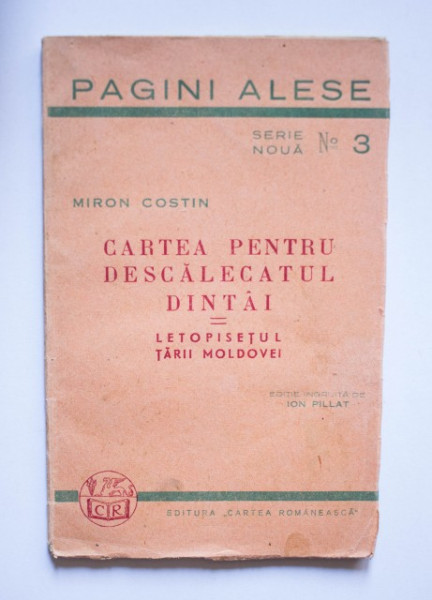 PAGINI ALESE
SERIE
NOUĂ No 3
MIRON COSTIN
CARTEA PENTRU
DESCĂLECATUL
DINTÂI
=
LETOPISEȚUL
ȚĂRII MOLDOVEI
EDIȚIE ÎNGRIJITĂ DE
ION PILLAT
CR
EDITURA „CARTEA ROMÂNEASCĂ"